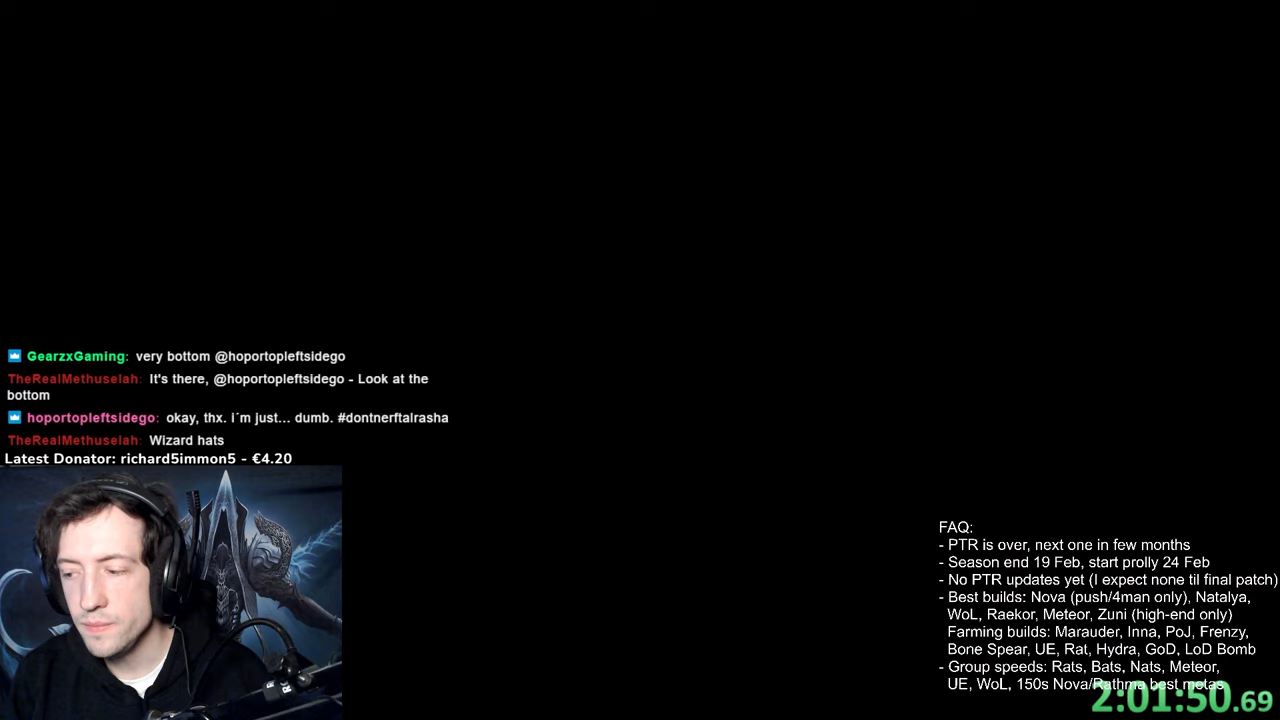 GearzxGaming: very bottom @hoportopleftsidego
TheRealMethuselah: It's there, @hoportopleftsidego - Look at the
bottom
hoportopleftsidego: okay, thx. i´m just... dumb. #dontnerftalrasha
TheRealMethuselah: Wizard hats
Latest Donator: richard5immon5 - €4.20
FAQ:
- PTR is over, next one in few months
- Season end 19 Feb, start prolly 24 Feb
- No PTR updates yet (I expect none til final patch)
- Best builds: Nova (push/4man only), Natalya,
WoL, Raekor, Meteor, Zuni (high-end only)
Farming builds: Marauder, Inna, PoJ, Frenzy,
Bone Spear, UE, Rat, Hydra, GoD, LoD Bomb
- Group speeds: Rats, Bats, Nats, Meteor,
UE, WoL, 150s Nova/Rathma best metas
2:01:50.69